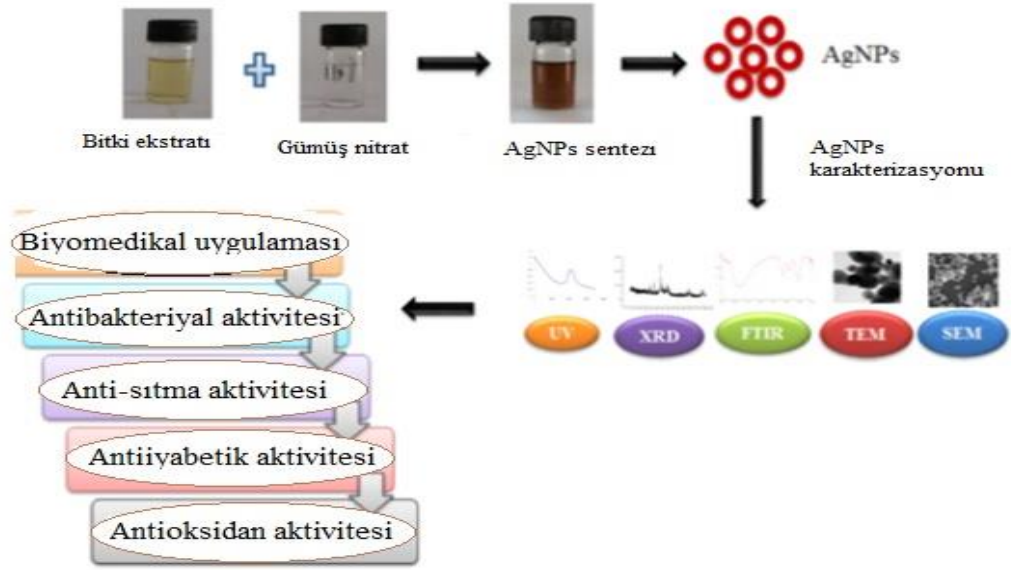 Bitki ekstratı
Gümüş nitrat
AgNPs sentezı
AgNPs
AgNPs
karakterizasyonu
UV
XRD
FTIR
TEM
SEM
Biyomedikal uygulaması
Antibakteriyal aktivitesi
Anti-sıtma aktivitesi
Antiiyabetik aktivitesi
Antioksidan aktivitesi